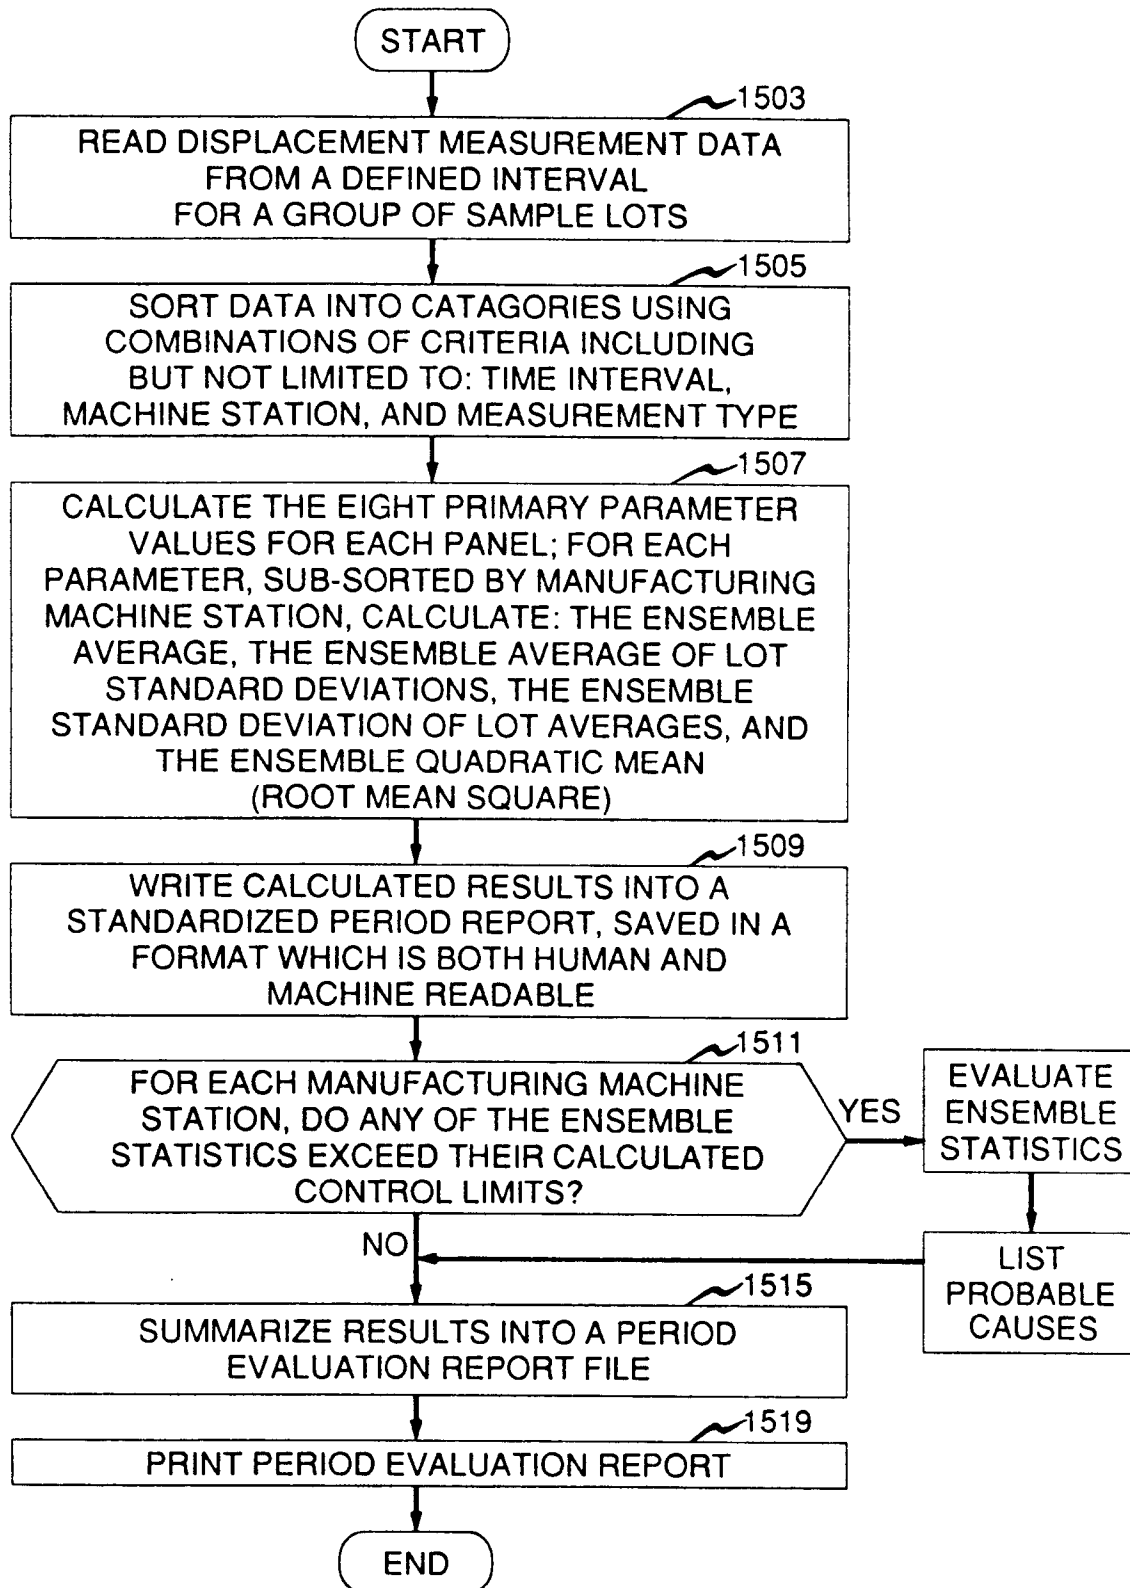 START
1503
READ DISPLACEMENT MEASUREMENT DATA
FROM A DEFINED INTERVAL
FOR A GROUP OF SAMPLE LOTS
1505
SORT DATA INTO CATAGORIES USING
COMBINATIONS OF CRITERIA INCLUDING
BUT NOT LIMITED TO: TIME INTERVAL,
MACHINE STATION, AND MEASUREMENT TYPE
1507
CALCULATE THE EIGHT PRIMARY PARAMETER
VALUES FOR EACH PANEL; FOR EACH
PARAMETER, SUB-SORTED BY MANUFACTURING
MACHINE STATION, CALCULATE: THE ENSEMBLE
AVERAGE, THE ENSEMBLE AVERAGE OF LOT
STANDARD DEVIATIONS, THE ENSEMBLE
STANDARD DEVIATION OF LOT AVERAGES, AND
THE ENSEMBLE QUADRATIC MEAN
(ROOT MEAN SQUARE)
1509
WRITE CALCULATED RESULTS INTO A
STANDARDIZED PERIOD REPORT, SAVED IN A
FORMAT WHICH IS BOTH HUMAN AND
MACHINE READABLE
1511
FOR EACH MANUFACTURING MACHINE
STATION, DO ANY OF THE ENSEMBLE
STATISTICS EXCEED THEIR CALCULATED
CONTROL LIMITS?
YES
EVALUATE
ENSEMBLE
STATISTICS
NO
LIST
PROBABLE
CAUSES
1515
SUMMARIZE RESULTS INTO A PERIOD
EVALUATION REPORT FILE
1519
PRINT PERIOD EVALUATION REPORT
END